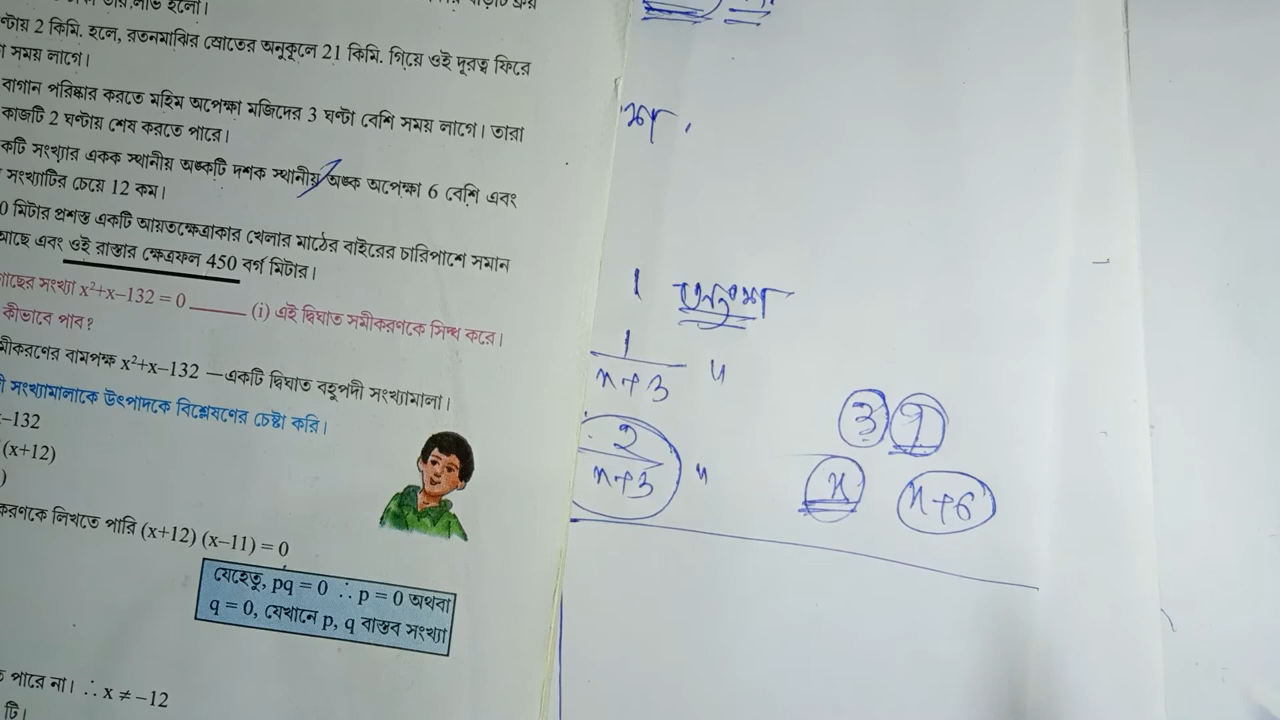 ন্টায় 2 কিমি. হলে, রতনমাঝির স্রোতের অনুকূলে 21 কিমি. গিয়ে ওই দূরত্ব ফিরে
সময় লাগে।
বাগান পরিষ্কার করতে মহিম অপেক্ষা মজিদের 3 ঘণ্টা বেশি সময় লাগে। তারা
কাজটি 2 ঘণ্টায় শেষ করতে পারে।
কটি সংখ্যার একক স্থানীয় অঙ্কটি দশক স্থানীয় অঙ্ক অপেক্ষা 6 বেশি এবং
সংখ্যাটির চেয়ে 12 কম।
0 মিটার প্রশস্ত একটি আয়তক্ষেত্রাকার খেলার মাঠের বাইরের চারিপাশে সমান
আছে এবং ওই রাস্তার ক্ষেত্রফল 450 বর্গ মিটার।
গাছের সংখ্যা x²+x–132 = 0 ______ (i) এই দ্বিঘাত সমীকরণকে সিদ্ধ করে।
কীভাবে পাব?
মীকরণের বামপক্ষ x²+x–132 —একটি দ্বিঘাত বহুপদী সংখ্যামালা।
ী সংখ্যামালাকে উৎপাদকে বিশ্লেষণের চেষ্টা করি।
–132
(x+12)
)
করণকে লিখতে পারি (x+12) (x–11) = 0
যেহেতু, pq = 0 ∴ p = 0 অথবা
q = 0, যেখানে p, q বাস্তব সংখ্যা
পারে না। ∴ x ≠ –12
টি।
অংশ
1
x+3
২
x+3
3 9
x x+6